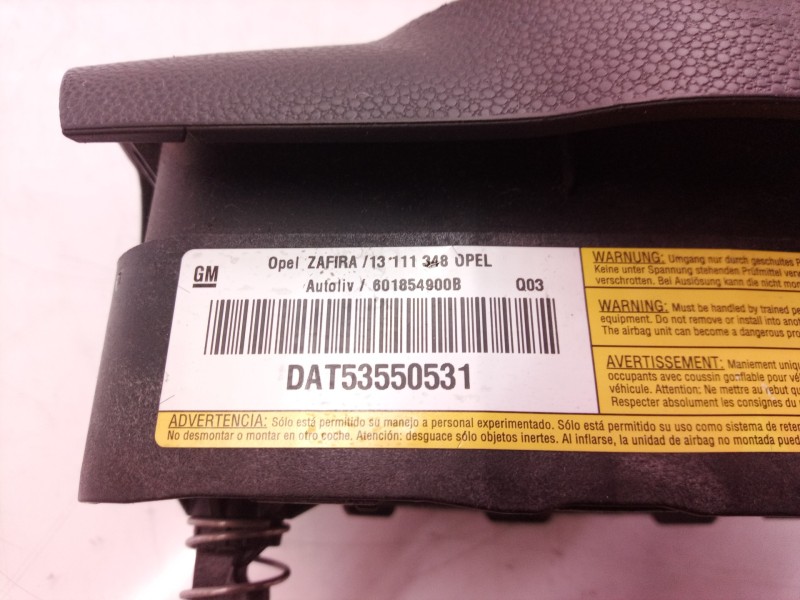 GM
Opel ZAFIRA /13 111 348 OPEL
Autoliv / 601854900B Q03
DAT53550531
WARNUNG: Umgang nur durch geschultes
Keine unter Spannung stehenden Prüfmittel
verschrotten. Bei Auslösung kann die nicht
WARNING: Must be handled by trained
equipment. Do not remove or install into
The airbag unit can become a dangerous
AVERTISSEMENT: Maniement
occupants avec coussin gonflable pour
véhicule. Attention: Ne mettre au rebut
Respecter absolument les consignes du
ADVERTENCIA: Sólo está permitido su manejo a personal experimentado. Sólo está permitido su uso como sistema de
No desmontar o montar en otro coche. Atención: desguace sólo objetos inertes. Al inflarse, la unidad de airbag no montada